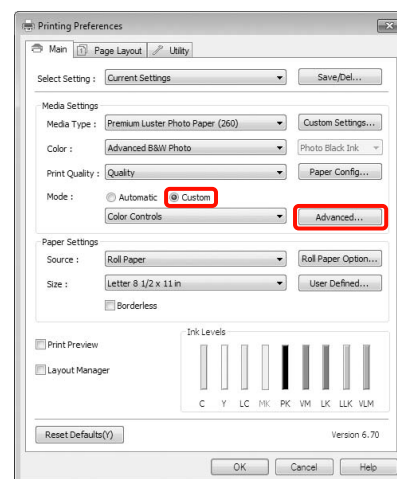 Printing Preferences
Main Page Layout Utility
Select Setting : Current Settings Save/Del...
Media Settings
Media Type : Premium Luster Photo Paper (260) Custom Settings...
Color : Advanced B&W Photo Photo Black Ink
Print Quality : Quality Paper Config...
Mode : Automatic Custom
Color Controls Advanced...
Paper Settings
Source : Roll Paper Roll Paper Option...
Size : Letter 8 1/2 x 11 in User Defined...
Borderless
Ink Levels
Print Preview
Layout Manager
C Y LC MK PK VM LK LLK VLM
Reset Defaults(Y) Version 6.70
OK Cancel Help